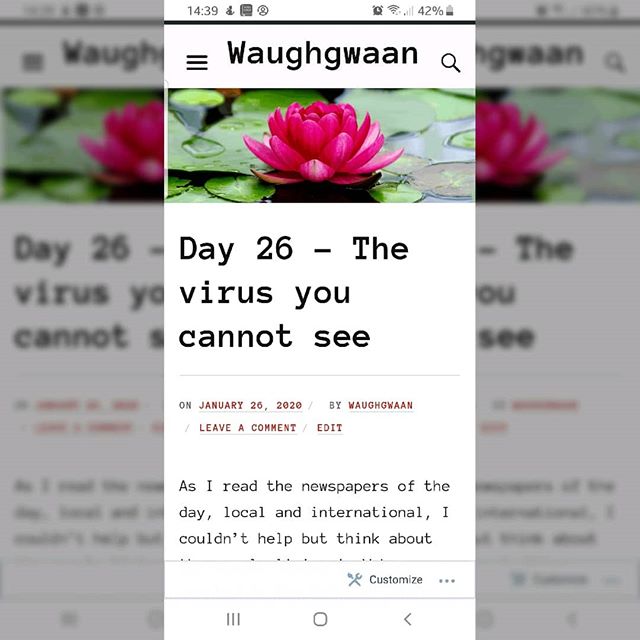 14:39 42%
Waughgwaan
Day 26 – The
virus you
cannot see
ON JANUARY 26, 2020 / BY WAUGHGWAAN
/ LEAVE A COMMENT / EDIT
As I read the newspapers of the
day, local and international, I
couldn't help but think about
Customize